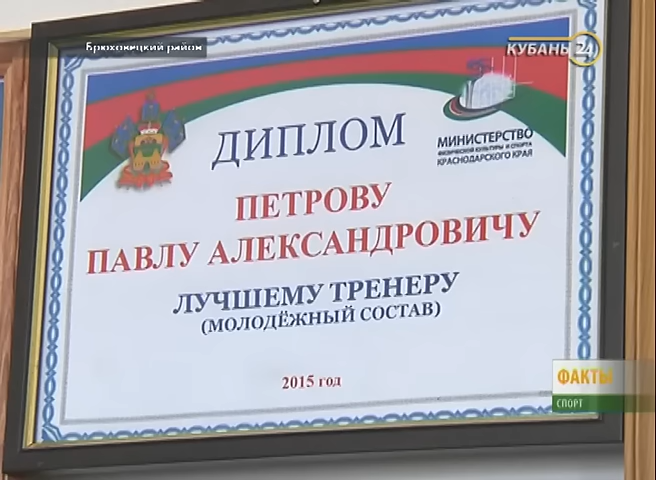 Брюховецкий район
КУБАНЬ 24
ДИПЛОМ
МИНИСТЕРСТВО
ФИЗИЧЕСКОЙ КУЛЬТУРЫ И СПОРТА
КРАСНОДАРСКОГО КРАЯ
ПЕТРОВУ
ПАВЛУ АЛЕКСАНДРОВИЧУ
ЛУЧШЕМУ ТРЕНЕРУ
(МОЛОДЁЖНЫЙ СОСТАВ)
2015 год
ФАКТЫ
СПОРТ